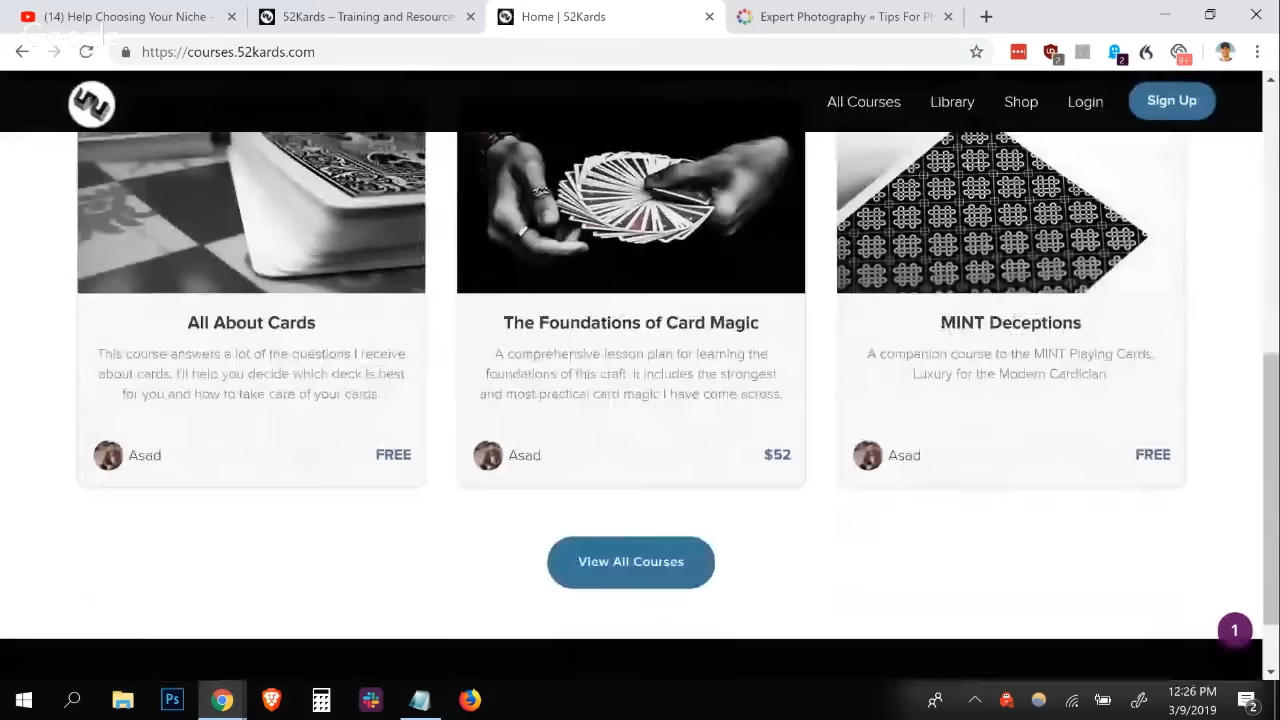 (14) Help Choosing Your Niche -
52Kards – Training and Resource
Home | 52Kards
Expert Photography » Tips For Ph
https://courses.52kards.com
2
2
9+
All Courses
Library
Shop
Login
Sign Up
All About Cards
This course answers a lot of the questions I receive
about cards. I'll help you decide which deck is best
for you and how to take care of your cards.
Asad
FREE
The Foundations of Card Magic
A comprehensive lesson plan for learning the
foundations of this craft. It includes the strongest
and most practical card magic I have come across.
Asad
$52
MINT Deceptions
A companion course to the MINT Playing Cards.
Luxury for the Modern Cardician.
Asad
FREE
View All Courses
1
Ps
12:26 PM
3/9/2019
2